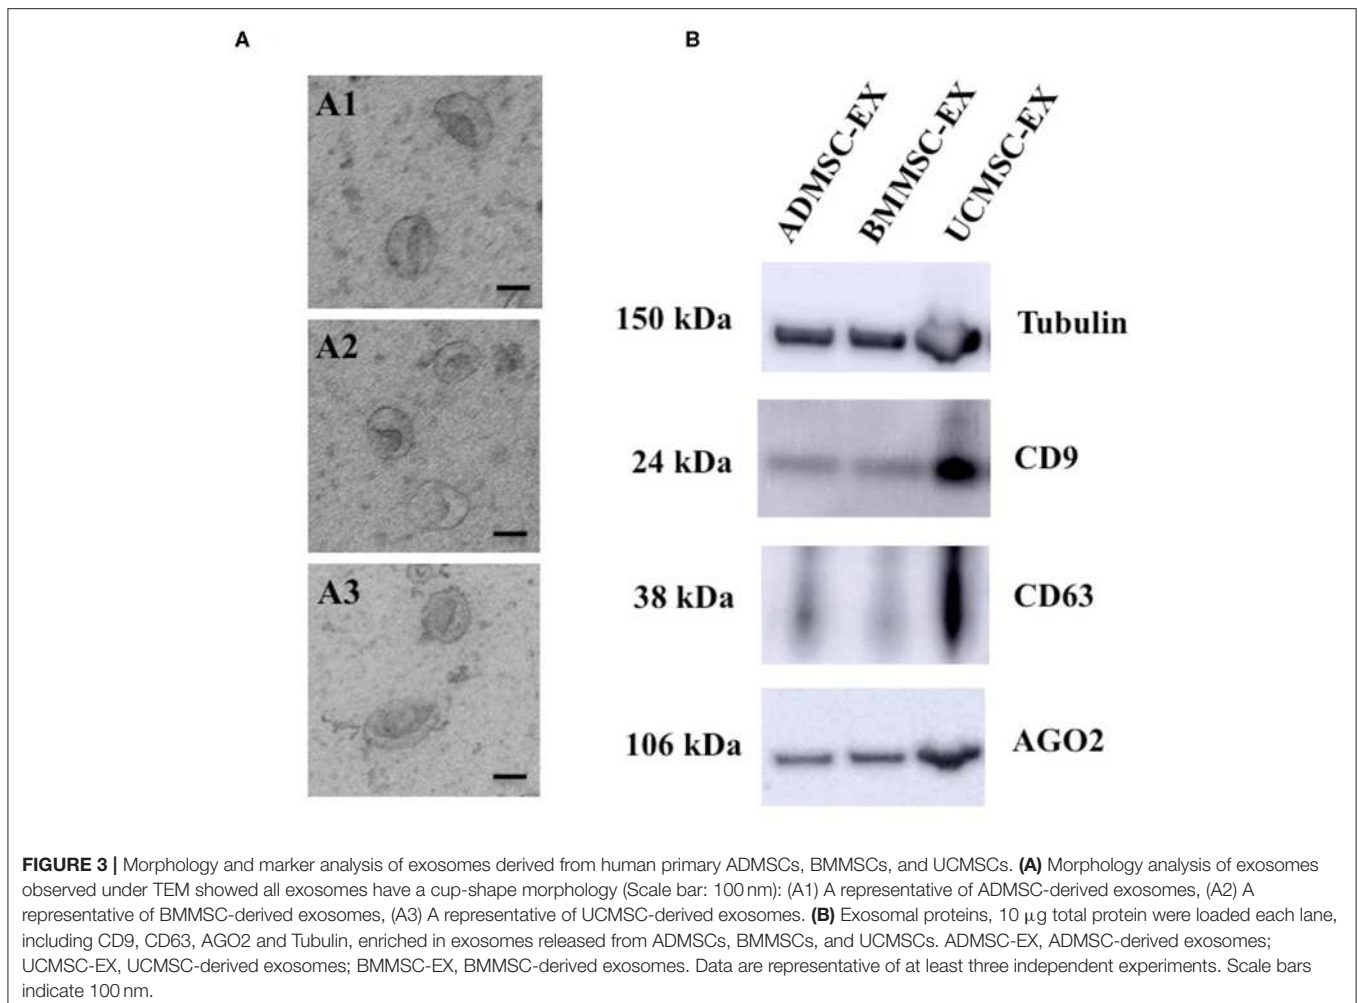 A
B
A1
A2
A3
ADMSC-EX
BMMSC-EX
UCMSC-EX
150 kDa
Tubulin
24 kDa
CD9
38 kDa
CD63
106 kDa
AGO2
FIGURE 3 | Morphology and marker analysis of exosomes derived from human primary ADMSCs, BMMSCs, and UCMSCs. (A) Morphology analysis of exosomes
observed under TEM showed all exosomes have a cup-shape morphology (Scale bar: 100 nm): (A1) A representative of ADMSC-derived exosomes, (A2) A
representative of BMMSC-derived exosomes, (A3) A representative of UCMSC-derived exosomes. (B) Exosomal proteins, 10 μg total protein were loaded each lane,
including CD9, CD63, AGO2 and Tubulin, enriched in exosomes released from ADMSCs, BMMSCs, and UCMSCs. ADMSC-EX, ADMSC-derived exosomes;
UCMSC-EX, UCMSC-derived exosomes; BMMSC-EX, BMMSC-derived exosomes. Data are representative of at least three independent experiments. Scale bars
indicate 100 nm.